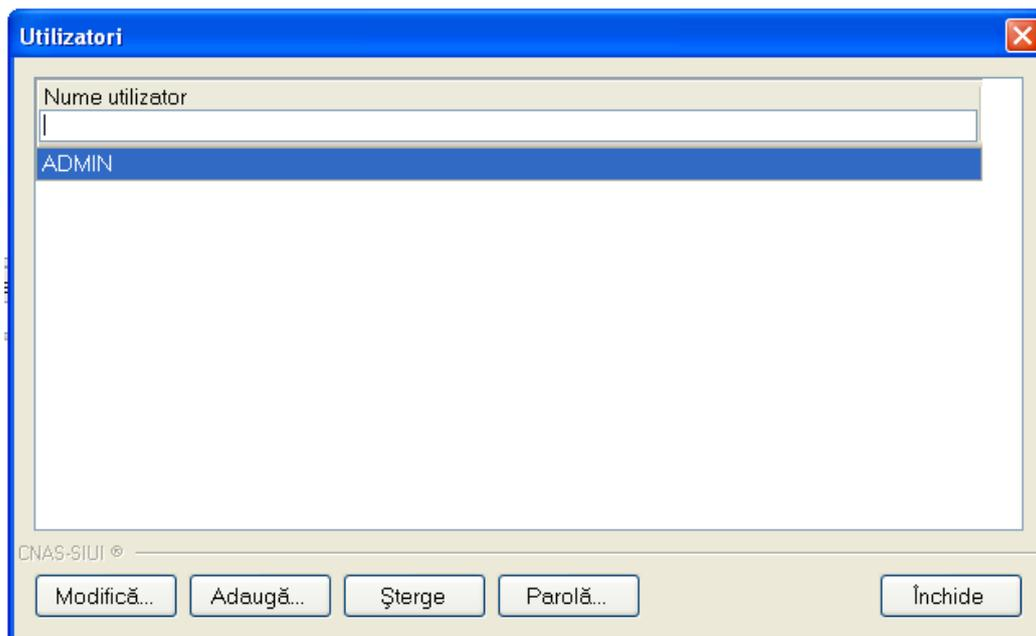 Utilizatori
Nume utilizator
ADMIN
CNAS-SIUI ®
Modifică... Adaugă... Şterge Parolă... Închide